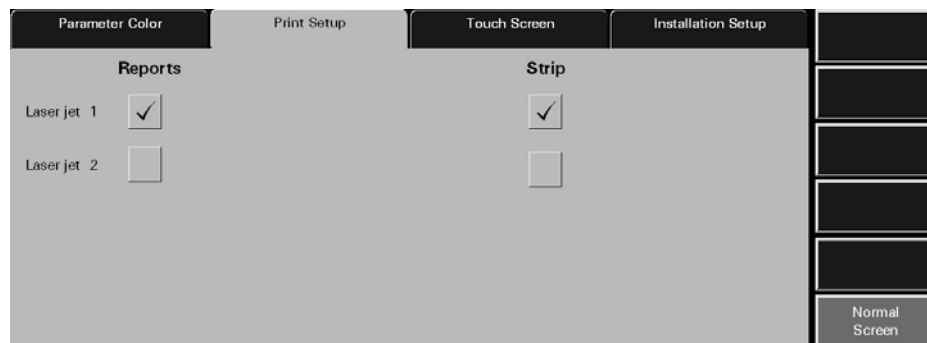 Parameter Color
Print Setup
Touch Screen
Installation Setup
Reports
Strip
Laser jet 1
Laser jet 2
Normal
Screen